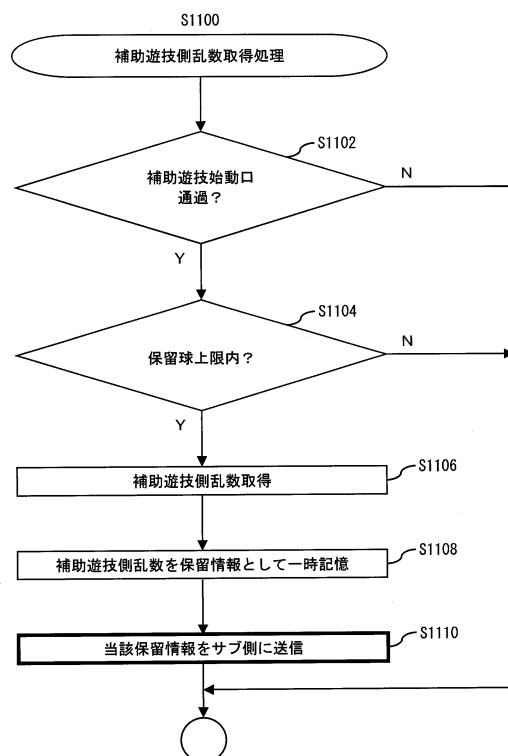 S1100
補助遊技側乱数取得処理
S1102
補助遊技始動口
通過？
N
Y
S1104
保留球上限内？
N
Y
S1106
補助遊技側乱数取得
S1108
補助遊技側乱数を保留情報として一時記憶
S1110
当該保留情報をサブ側に送信